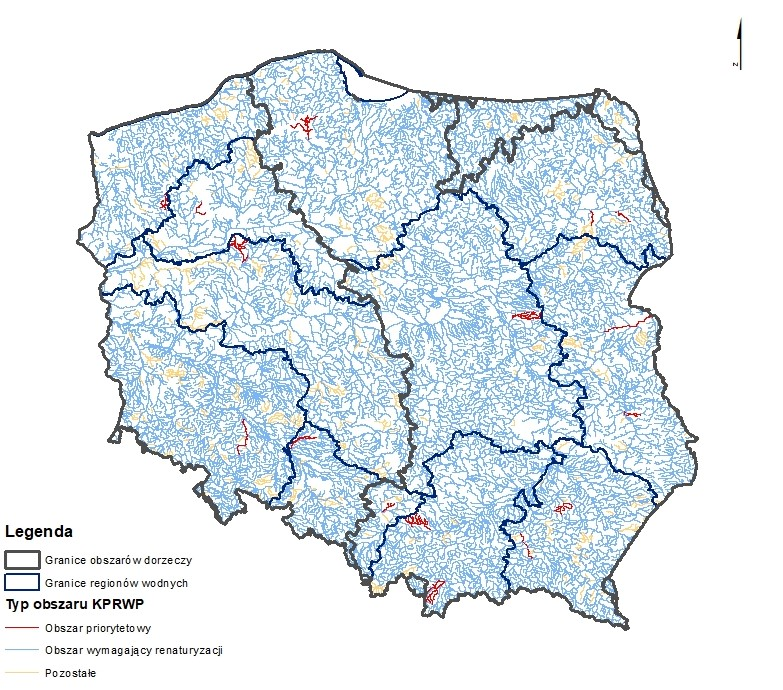 z
Legenda
Granice obszarów dorzeczy
Granice regionów wodnych
Typ obszaru KPRWP
Obszar priorytetowy
Obszar wymagający renaturyzacji
Pozostałe